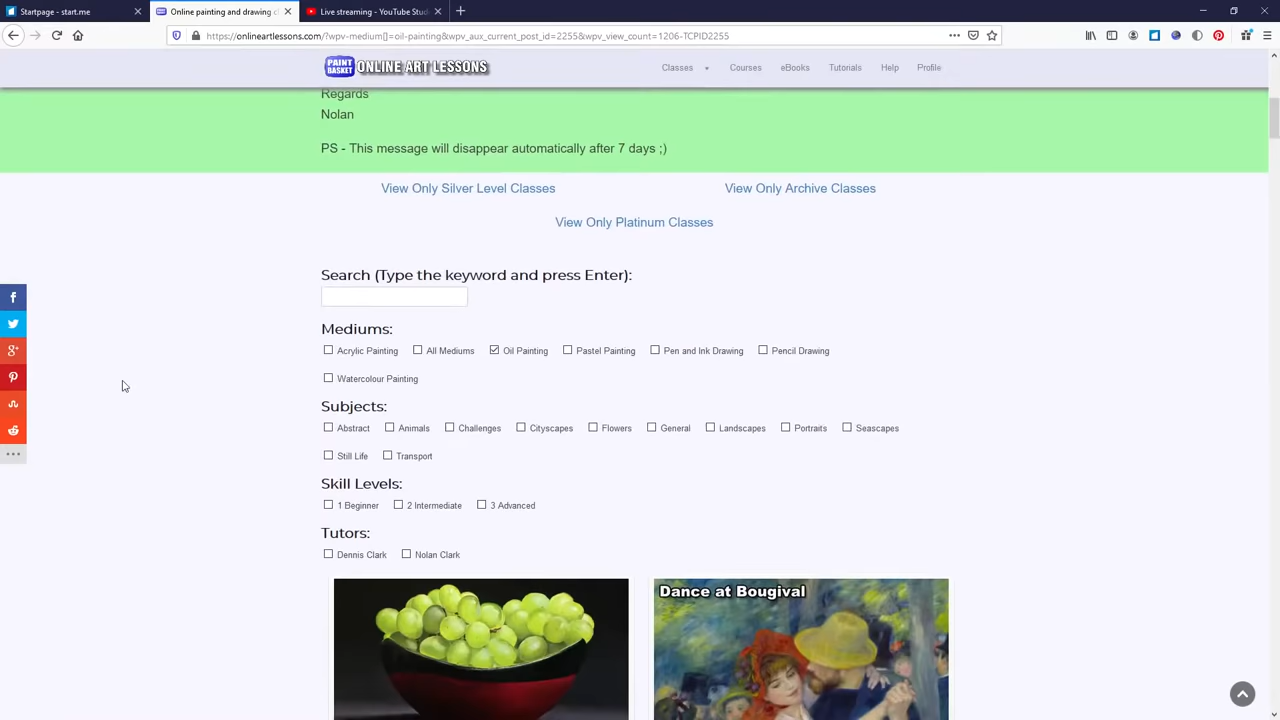 Startpage - start.me
Online painting and drawing cl
Live streaming - YouTube Studi
https://onlineartlessons.com/?wpv-medium[]=oil-painting&wpv_aux_current_post_id=2255&wpv_view_count=1206-TCPID2255
PAINT BASKET ONLINE ART LESSONS
Classes
Courses
eBooks
Tutorials
Help
Profile
Regards
Nolan
PS - This message will disappear automatically after 7 days ;)
View Only Silver Level Classes
View Only Archive Classes
View Only Platinum Classes
Search (Type the keyword and press Enter):
Mediums:
Acrylic Painting All Mediums Oil Painting Pastel Painting Pen and Ink Drawing Pencil Drawing
Watercolour Painting
Subjects:
Abstract Animals Challenges Cityscapes Flowers General Landscapes Portraits Seascapes
Still Life Transport
Skill Levels:
1 Beginner 2 Intermediate 3 Advanced
Tutors:
Dennis Clark Nolan Clark
Dance at Bougival